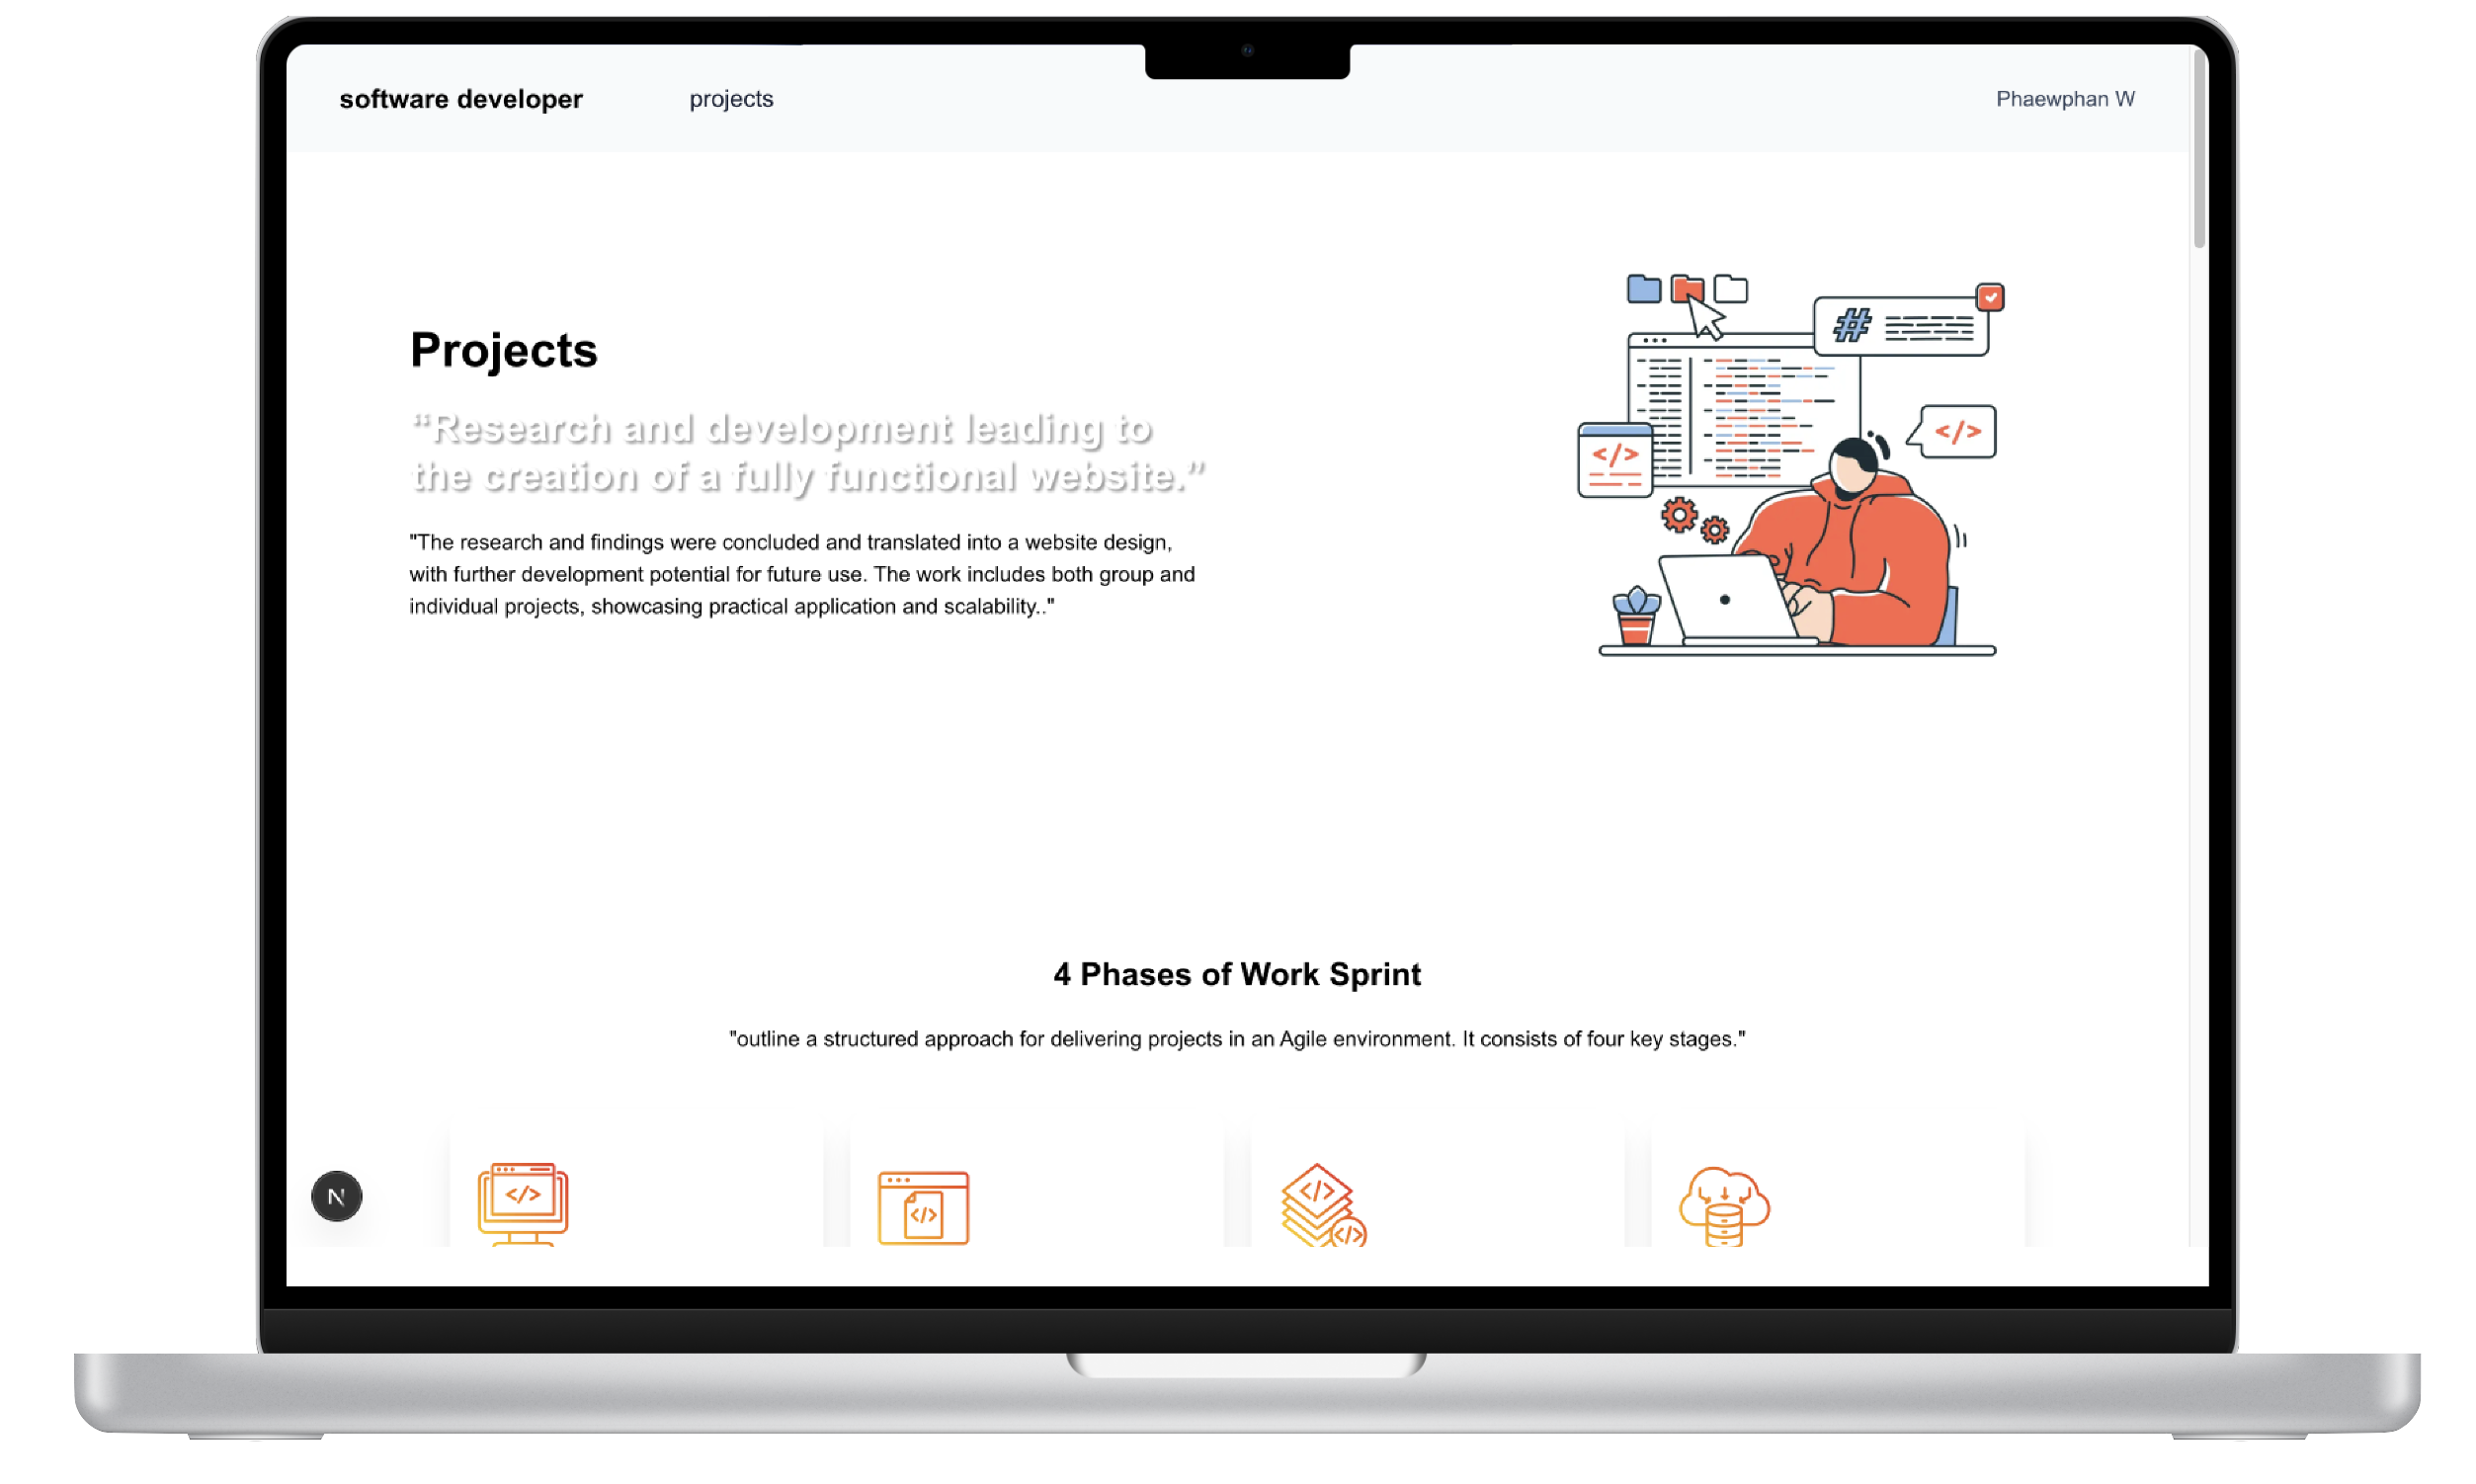 software developer
projects
Phaewphan W
Projects
“Research and development leading to
the creation of a fully functional website.”
"The research and findings were concluded and translated into a website design,
with further development potential for future use. The work includes both group and
individual projects, showcasing practical application and scalability.."
#
</>
</>
4 Phases of Work Sprint
"outline a structured approach for delivering projects in an Agile environment. It consists of four key stages."
N
</>
</>
</>
</>